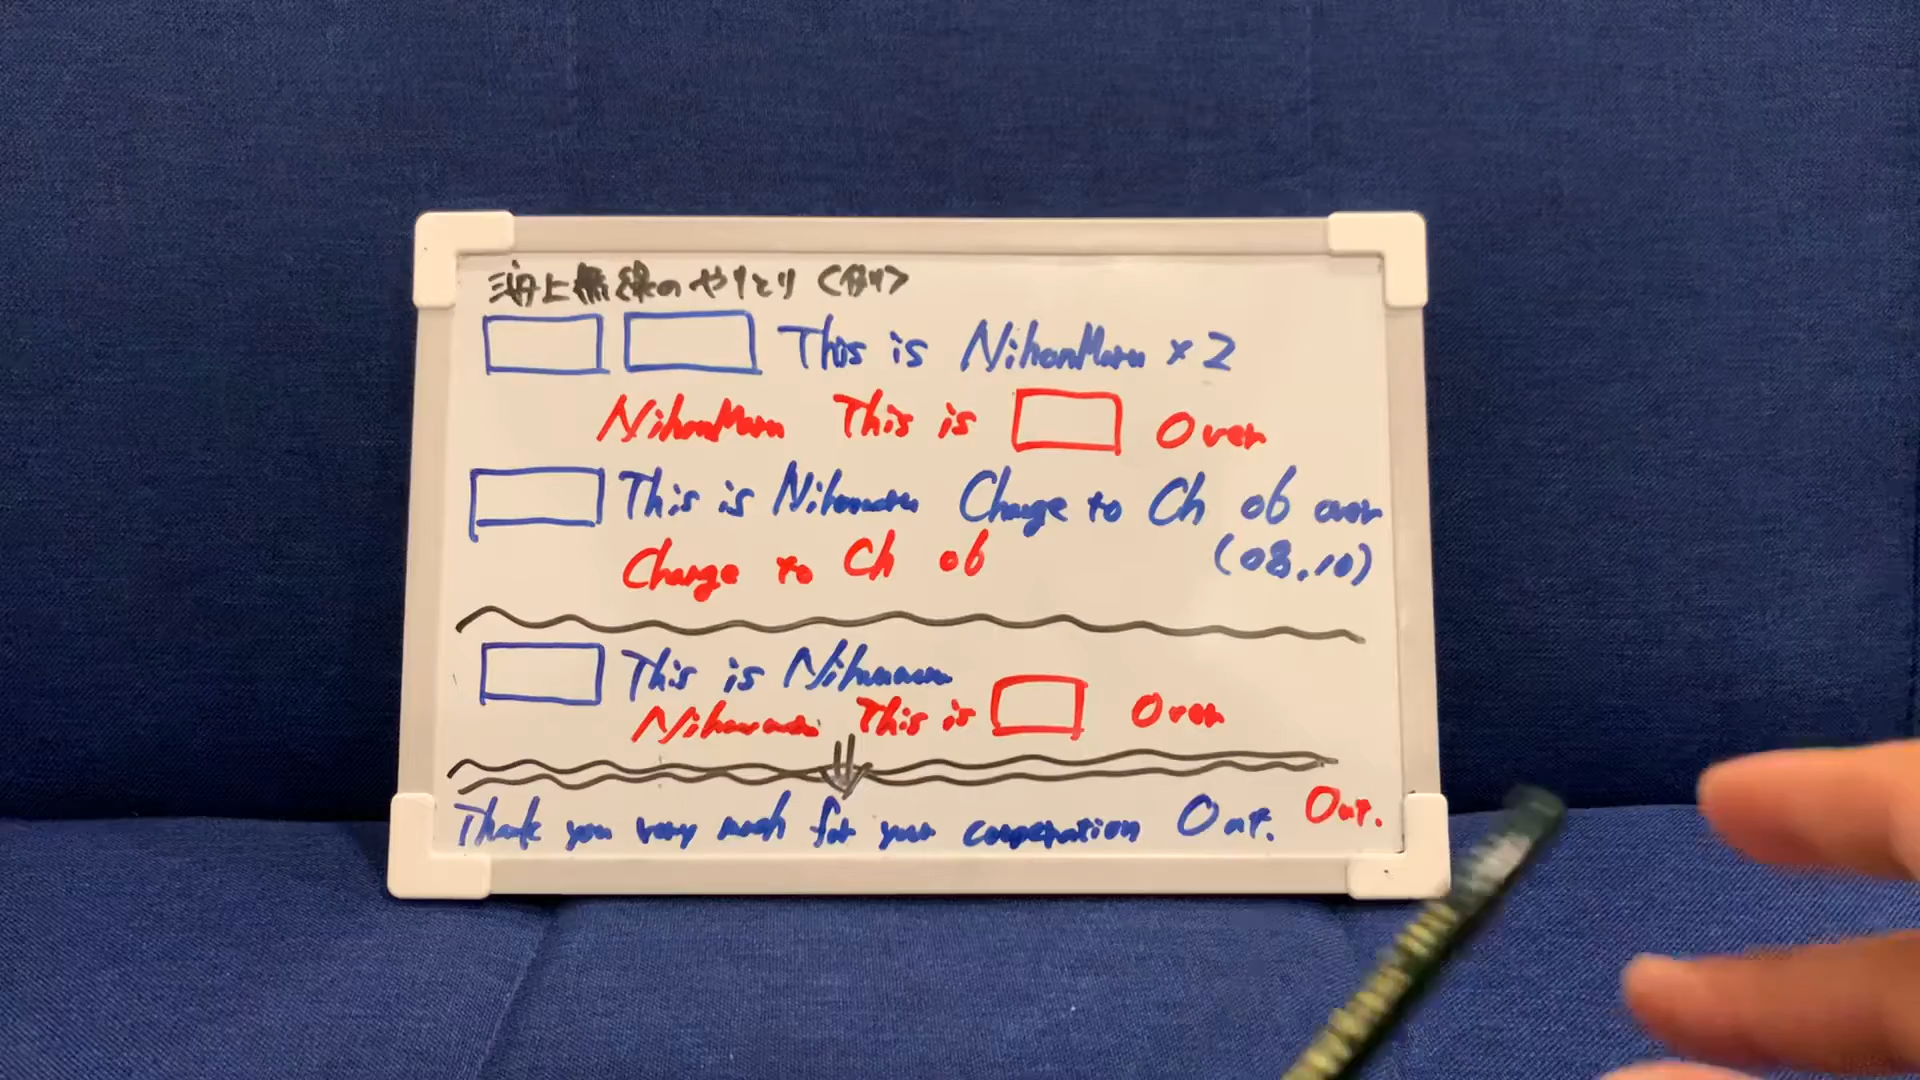 海上無線のやりとり <例>
This is NihonMaru × 2
NihonMaru This is Over
This is Nihonmaru Change to Ch 06 over
(08.10)
Change to Ch 06
This is Nihonmaru
Nihonmaru This is Over
Thank you very much for your cooperation Out. Out.